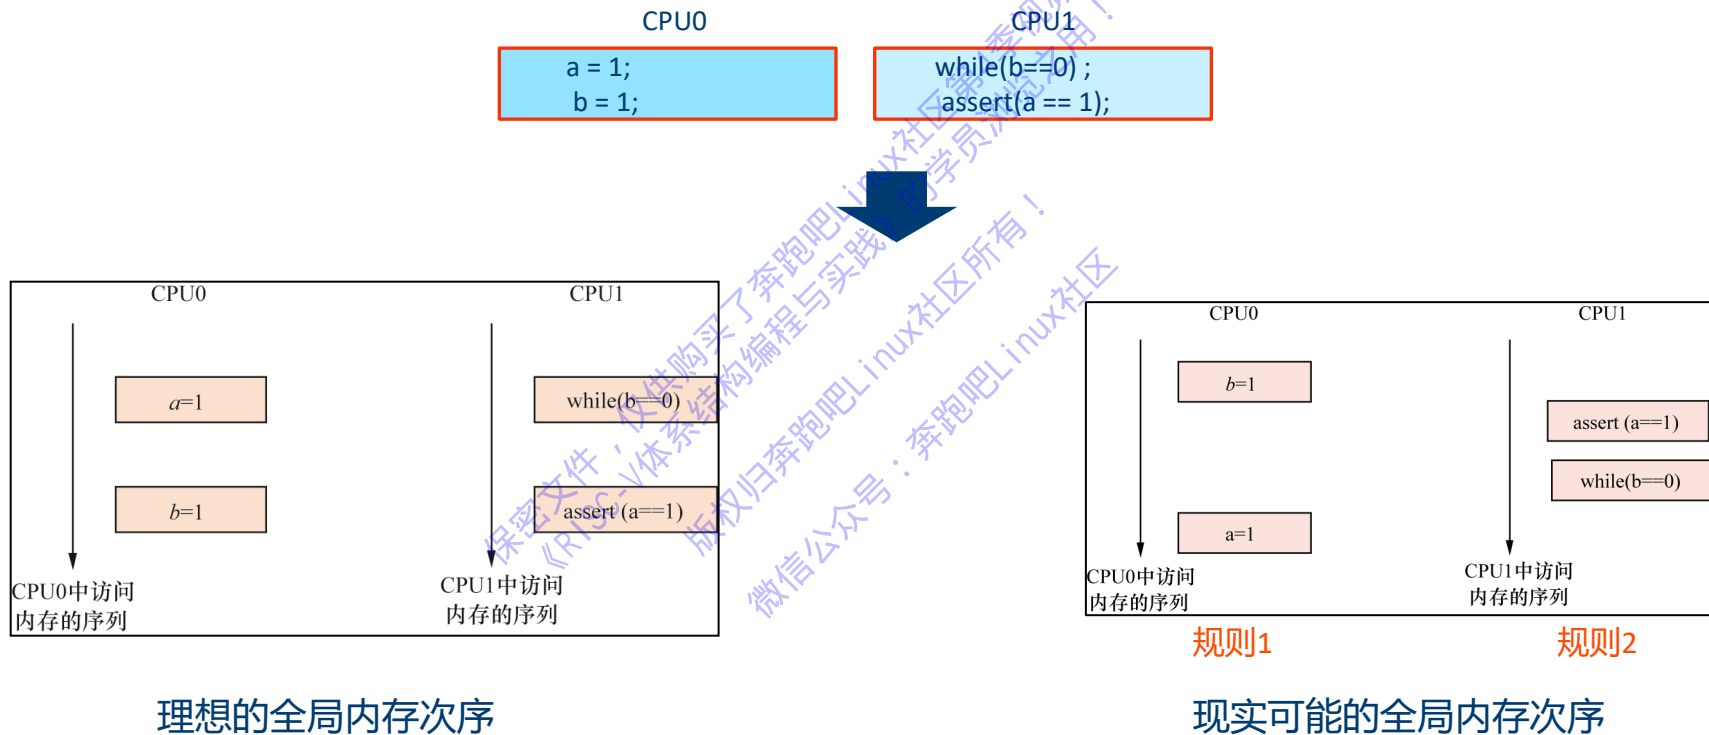 CPU0
CPU1
a = 1;
b = 1;
while(b==0) ;
assert(a == 1);
CPU0
CPU1
a=1
while(b==0)
b=1
assert (a==1)
CPU0中访问
内存的序列
CPU1中访问
内存的序列
理想的全局内存次序
CPU0
CPU1
b=1
assert (a==1)
while(b==0)
a=1
CPU0中访问
内存的序列
CPU1中访问
内存的序列
规则1
规则2
现实可能的全局内存次序
保密文件,仅供购买了奔跑吧Linux社区第
《RISC-V体系结构编程与实践》的学员浏览之用!
版权归奔跑吧Linux社区所有!
微信公众号:奔跑吧Linux社区